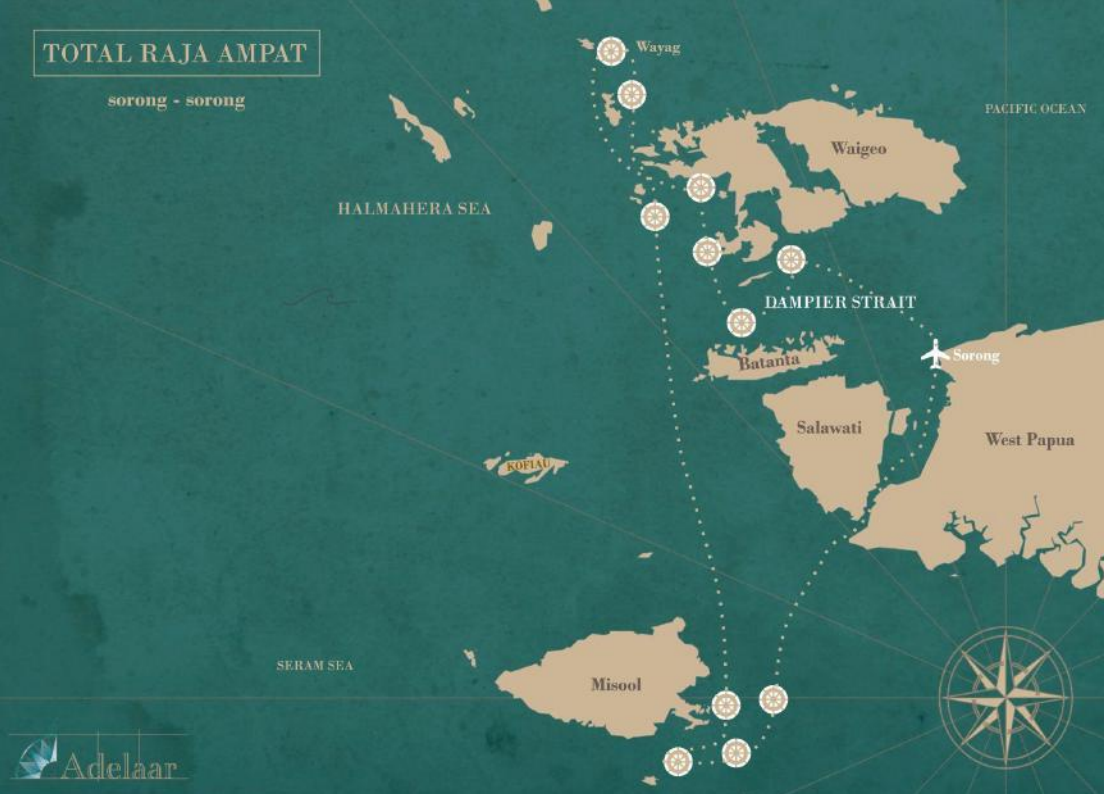 TOTAL RAJA AMPAT
sorong - sorong
Wayag
PACIFIC OCEAN
Waigeo
HALMAHERA SEA
DAMPIER STRAIT
Sorong
Batanta
Salawati
West Papua
KOFIAU
SERAM SEA
Misool
Adelaar